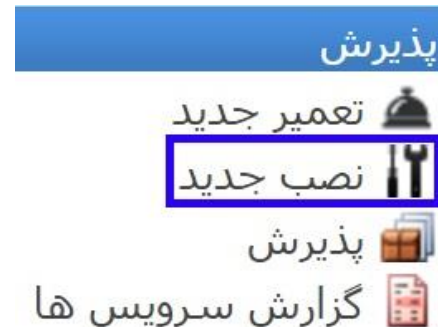 پذیرش
تعمیر جدید
نصب جدید
پذیرش
گزارش سرویس ها